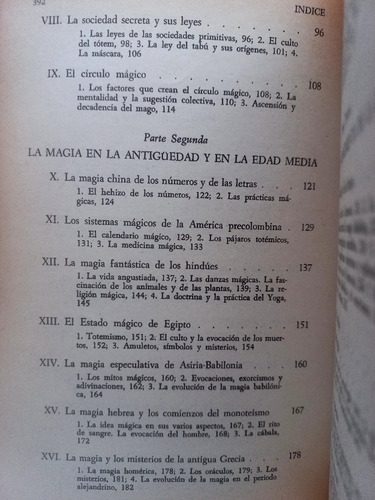 392
INDICE
VIII. La sociedad secreta y sus leyes . . . . . . . 96
1. Las leyes de las sociedades primitivas, 96; 2. El culto
del tótem, 98; 3. La ley del tabú y sus orígenes, 101; 4.
La máscara, 106
IX. El círculo mágico . . . . . . . . . . 108
1. Los factores que crean el círculo mágico, 108; 2. La
mentalidad y la sugestión colectiva, 110; 3. Ascensión y
decadencia del mago, 114
Parte Segunda
LA MAGIA EN LA ANTIGÜEDAD Y EN LA EDAD MEDIA
X. La magia china de los números y de las letras . . . . 121
1. El hehizo de los números, 122; 2. Las prácticas má-
gicas, 124
XI. Los sistemas mágicos de la América precolombina . . 129
1. El calendario mágico, 129; 2. Los pájaros totémicos,
131; 3. La medicina mágica, 133
XII. La magia fantástica de los hindúes . . . . . . 137
1. La vida angustiada, 137; 2. Las danzas mágicas. La fas-
cinación de los animales y de las plantas, 139; 3. La re-
ligión mágica, 144; 4. La doctrina y la práctica del Yoga,
145
XIII. El Estado mágico de Egipto . . . . . . . . 151
1. Totemismo, 151; 2. El culto y la evocación de los muer-
tos, 152; 3. Amuletos, símbolos y misterios, 154
XIV. La magia especulativa de Asiria-Babilonia . . . . 160
1. Los mitos mágicos, 160; 2. Evocaciones, exorcismos y
adivinaciones, 162; 3. La evolución de la magia babilóni-
ca, 164
XV. La magia hebrea y los comienzos del monoteísmo . . 167
1. La idea mágica en sus varios aspectos, 167; 2. El rito
de sangre. La evocación del hombre, 168; 3. La cábala,
172
XVI. La magia y los misterios de la antigua Grecia . . . 178
1. La magia homérica, 178; 2. Los oráculos, 179; 3. Los
misterios, 181; 4. La evolución de la magia en el período
alejandrino, 182